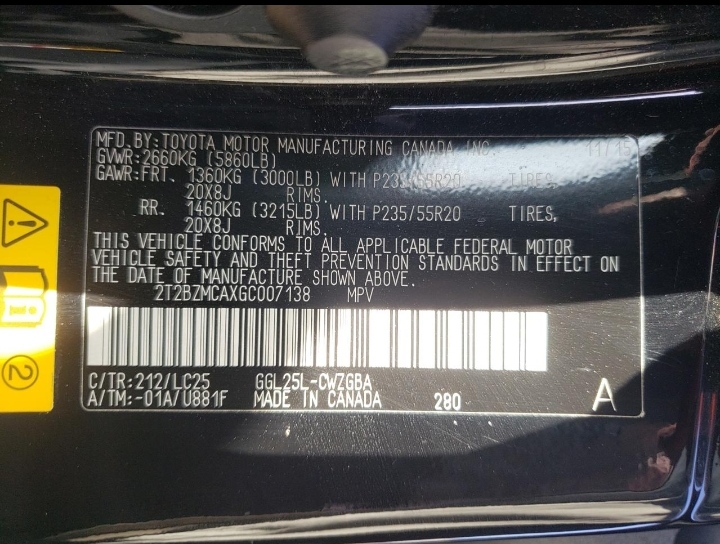 MFD. BY: TOYOTA MOTOR MANUFACTURING CANADA, INC. 11/15
GVWR: 2660KG (5860LB)
GAWR: FRT. 1360KG (3000LB) WITH P235/55R20 TIRES,
20X8J RIMS.
RR. 1460KG (3215LB) WITH P235/55R20 TIRES,
20X8J RIMS.
THIS VEHICLE CONFORMS TO ALL APPLICABLE FEDERAL MOTOR
VEHICLE SAFETY AND THEFT PREVENTION STANDARDS IN EFFECT ON
THE DATE OF MANUFACTURE SHOWN ABOVE.
2T2BZMCAXGC007138 MPV
C/TR: 212/LC25 GGL25L-CWZGBA
A/TM: -01A/U881F MADE IN CANADA 280 A
2